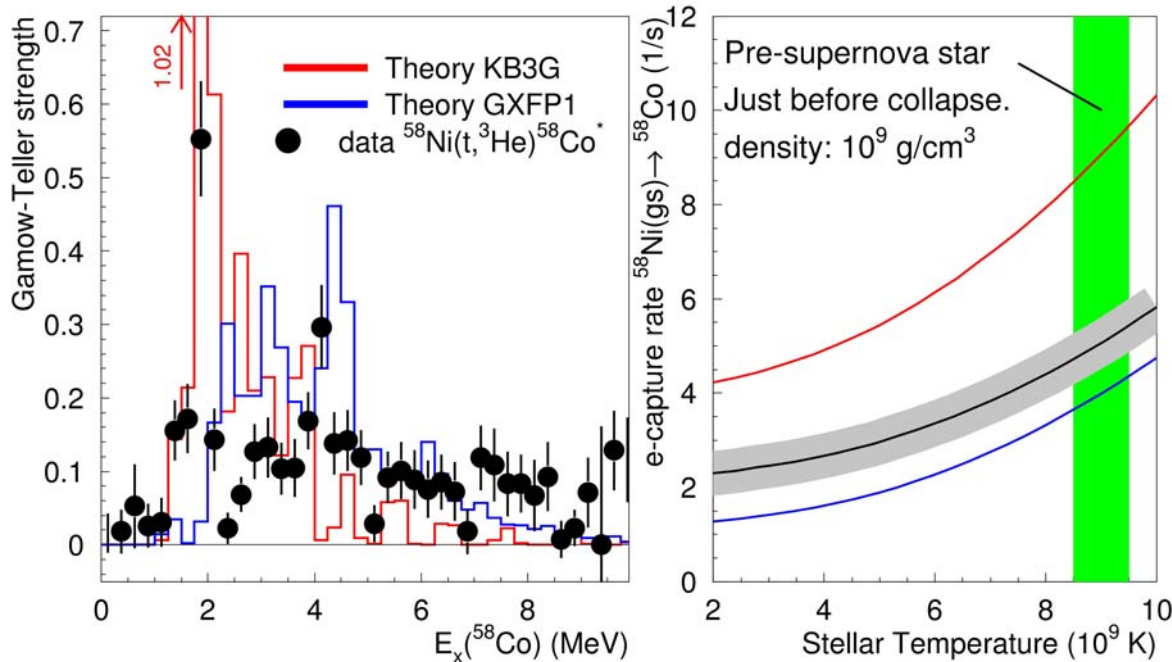 Gamow-Teller strength
0.7
0.6
0.5
0.4
0.3
0.2
0.1
0
1.02
Theory KB3G
Theory GXFP1
data ⁵⁸Ni(t,³He)⁵⁸Co*
0 2 4 6 8
Eₓ(⁵⁸Co) (MeV)
e-capture rate ⁵⁸Ni(gs)→ ⁵⁸Co (1/s)
12
10
8
6
4
2
0
Pre-supernova star
Just before collapse.
density: 10⁹ g/cm³
2 4 6 8 10
Stellar Temperature (10⁹ K)